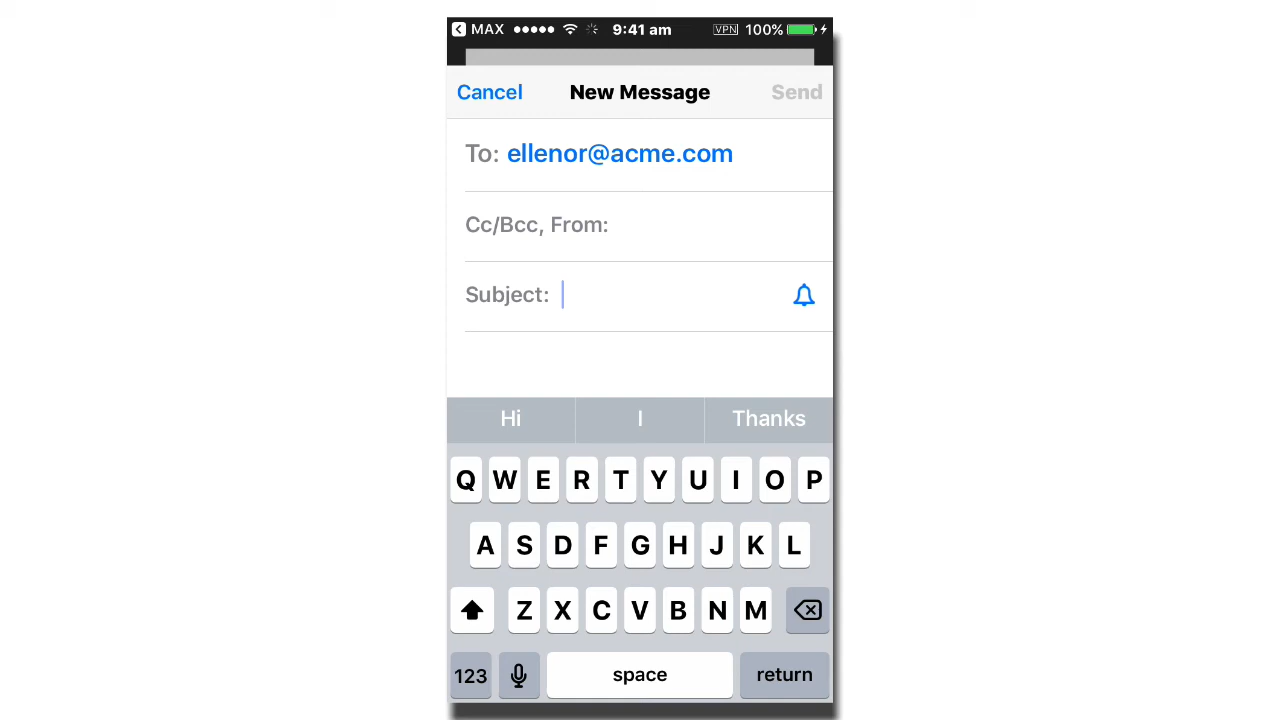 MAX 9:41 am VPN 100%
Cancel New Message Send
To: ellenor@acme.com
Cc/Bcc, From:
Subject:
Hi I Thanks
Q W E R T Y U I O P
A S D F G H J K L
Z X C V B N M
123 space return